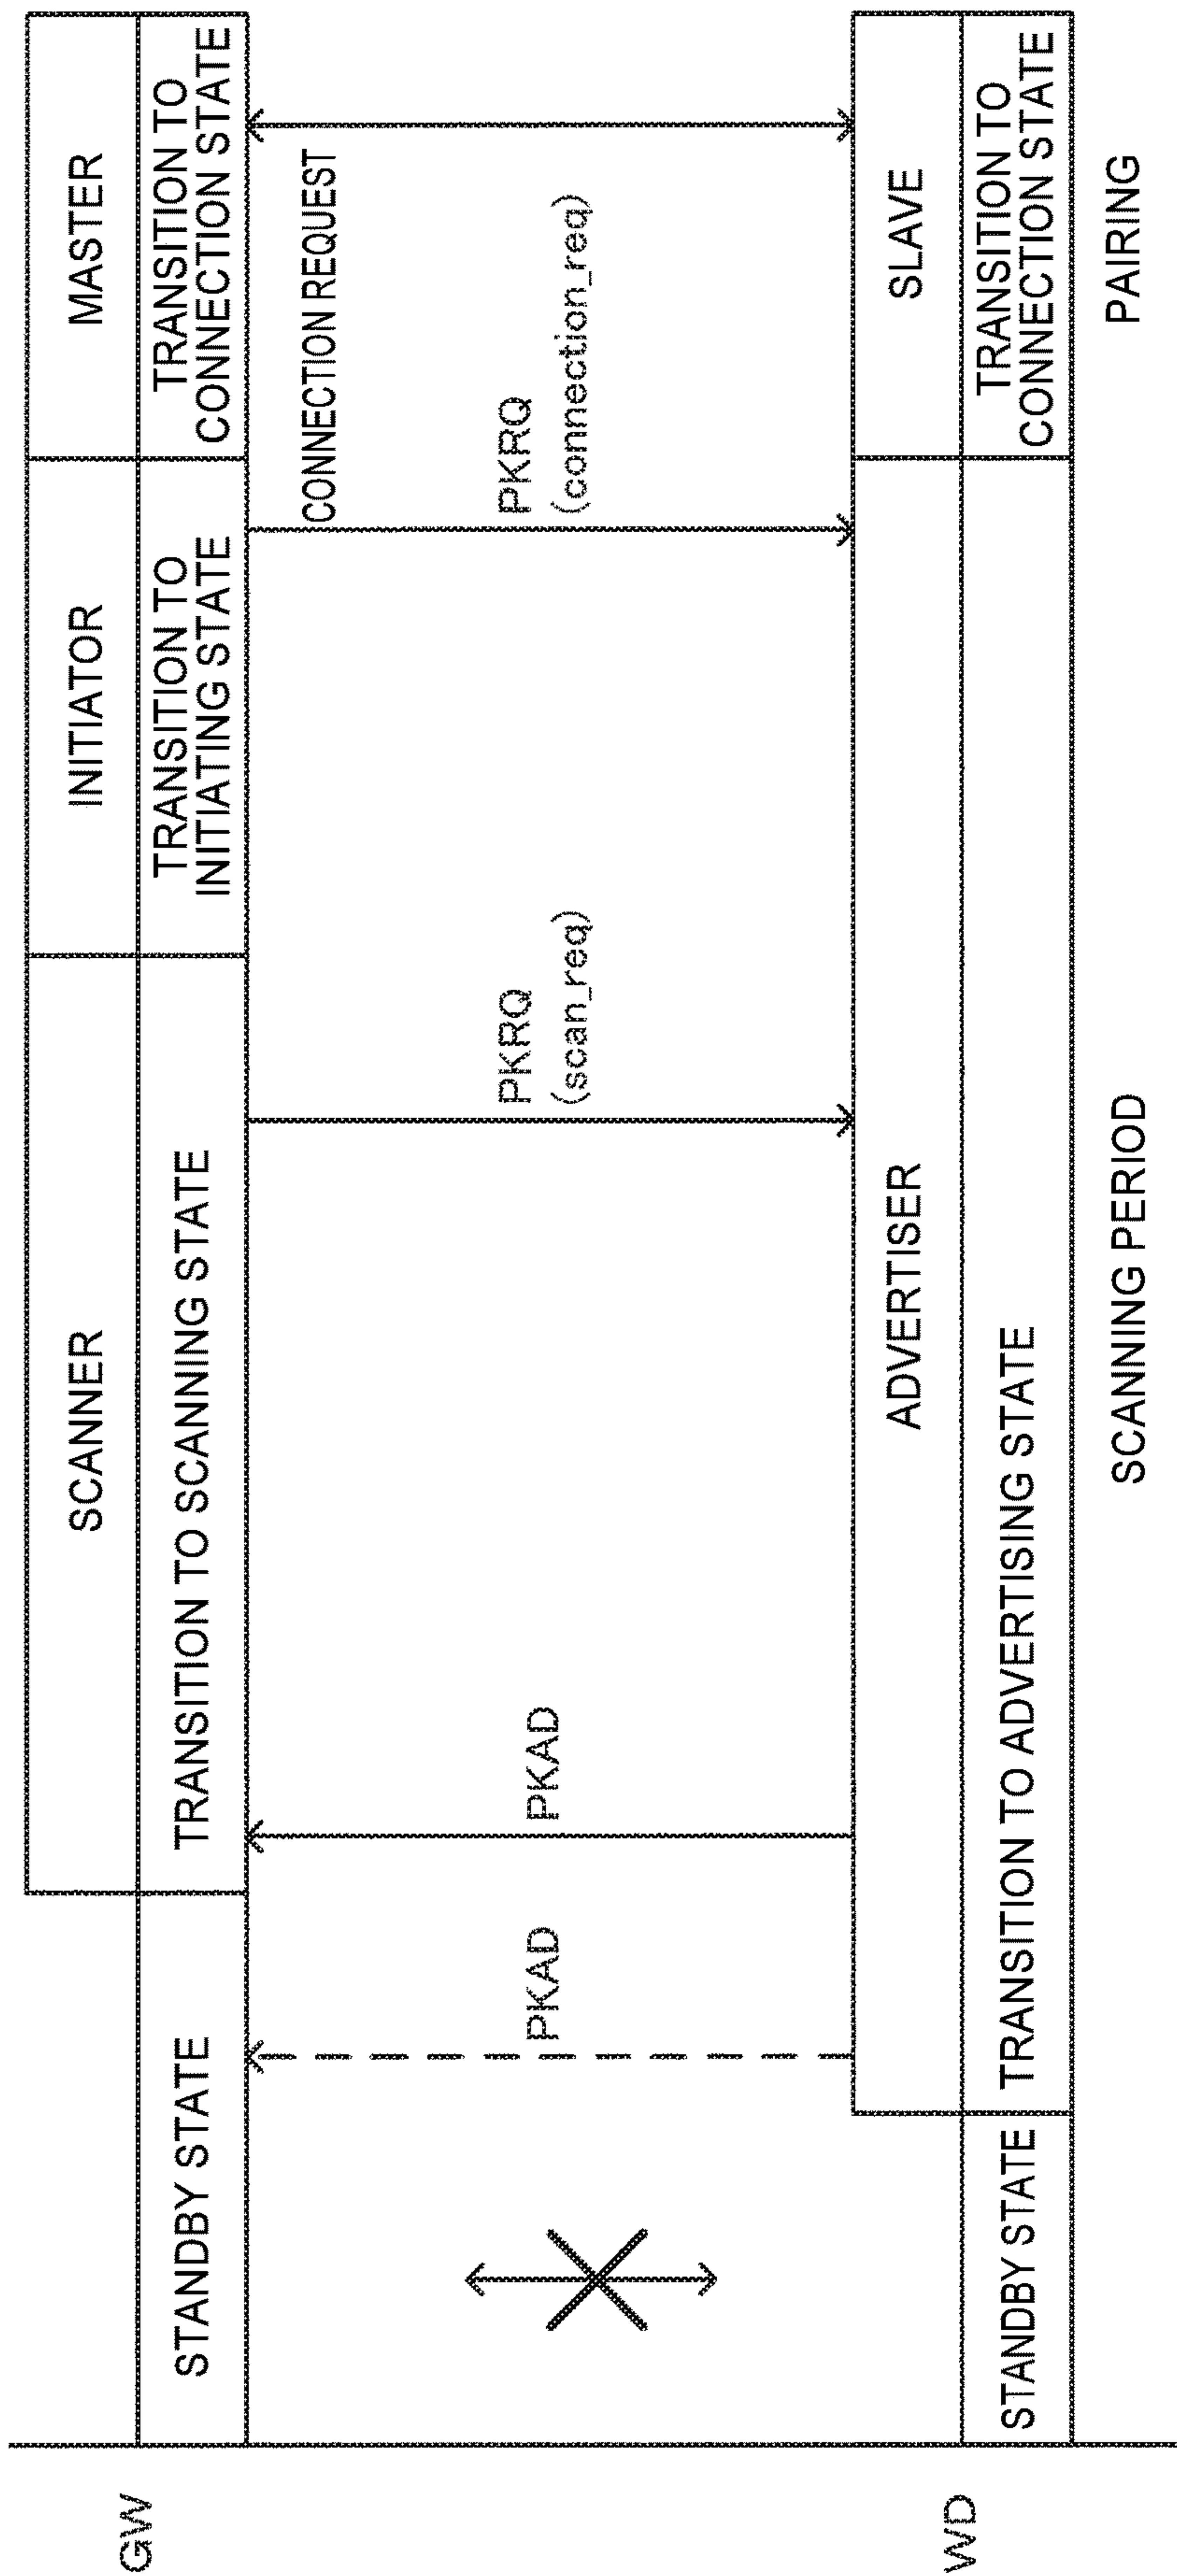 GW
STANDBY STATE
SCANNER
TRANSITION TO SCANNING STATE
INITIATOR
TRANSITION TO
INITIATING STATE
MASTER
TRANSITION TO
CONNECTION STATE
PKAD
PKAD
PKRQ
(scan_req)
CONNECTION REQUEST
PKRQ
(connection_req)
WD
STANDBY STATE
ADVERTISER
TRANSITION TO ADVERTISING STATE
SLAVE
TRANSITION TO
CONNECTION STATE
SCANNING PERIOD
PAIRING